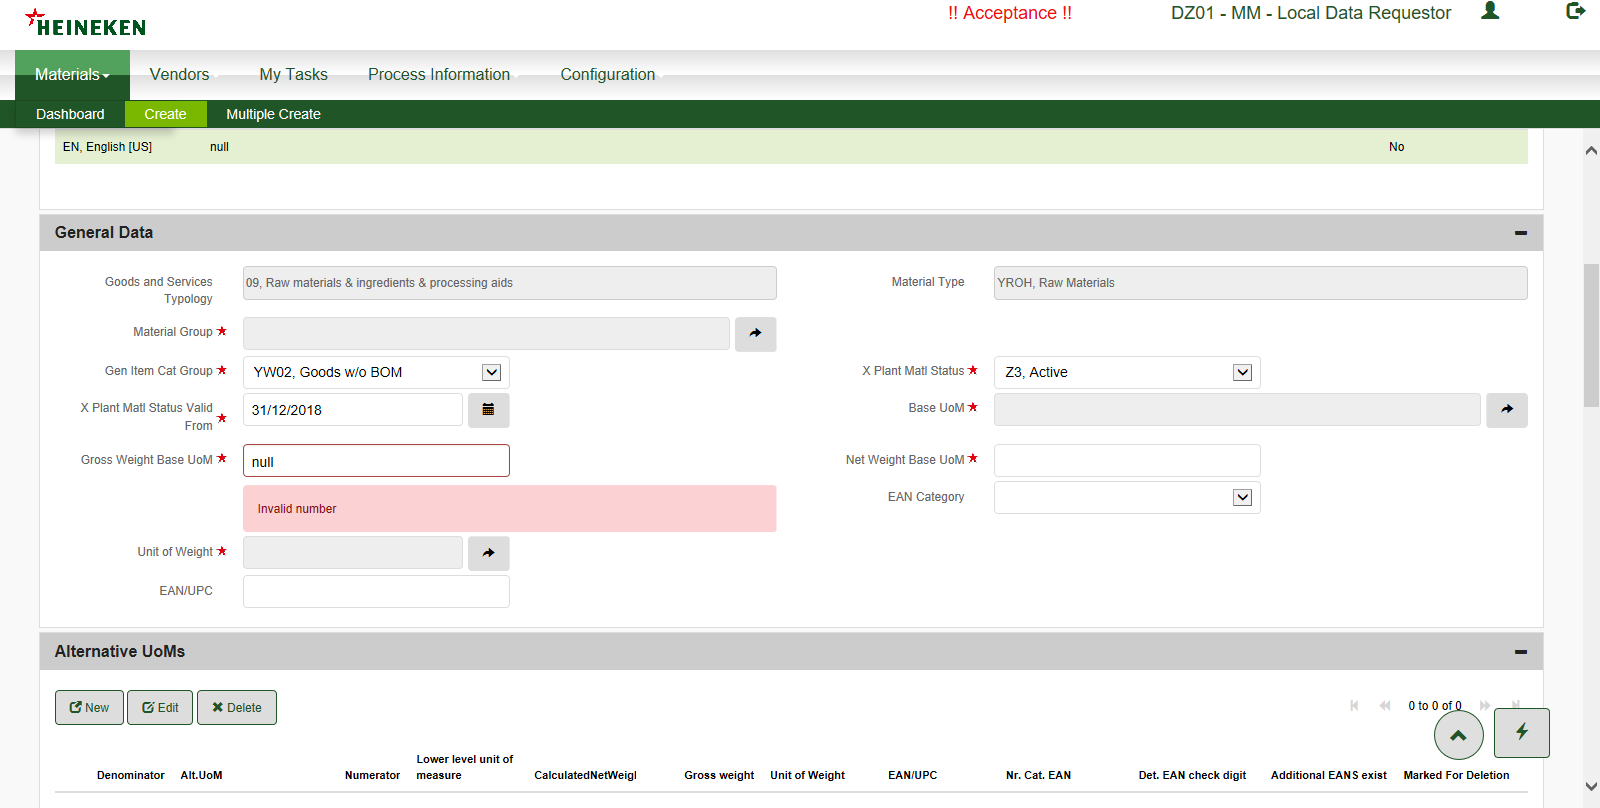 HEINEKEN
!! Acceptance !!
DZ01 - MM - Local Data Requestor
Materials
Vendors
My Tasks
Process Information
Configuration
Dashboard
Create
Multiple Create
EN, English [US]
null
No
General Data
Goods and Services
Typology
09, Raw materials & ingredients & processing aids
Material Type
YROH, Raw Materials
Material Group
Gen Item Cat Group
YW02, Goods w/o BOM
X Plant Matl Status
Z3, Active
X Plant Matl Status Valid
From
31/12/2018
Base UoM
Gross Weight Base UoM
null
Net Weight Base UoM
Invalid number
EAN Category
Unit of Weight
EAN/UPC
Alternative UoMs
New
Edit
Delete
0 to 0 of 0
Denominator
Alt.UoM
Numerator
Lower level unit of
measure
CalculatedNetWeigl
Gross weight
Unit of Weight
EAN/UPC
Nr. Cat. EAN
Det. EAN check digit
Additional EANS exist
Marked For Deletion